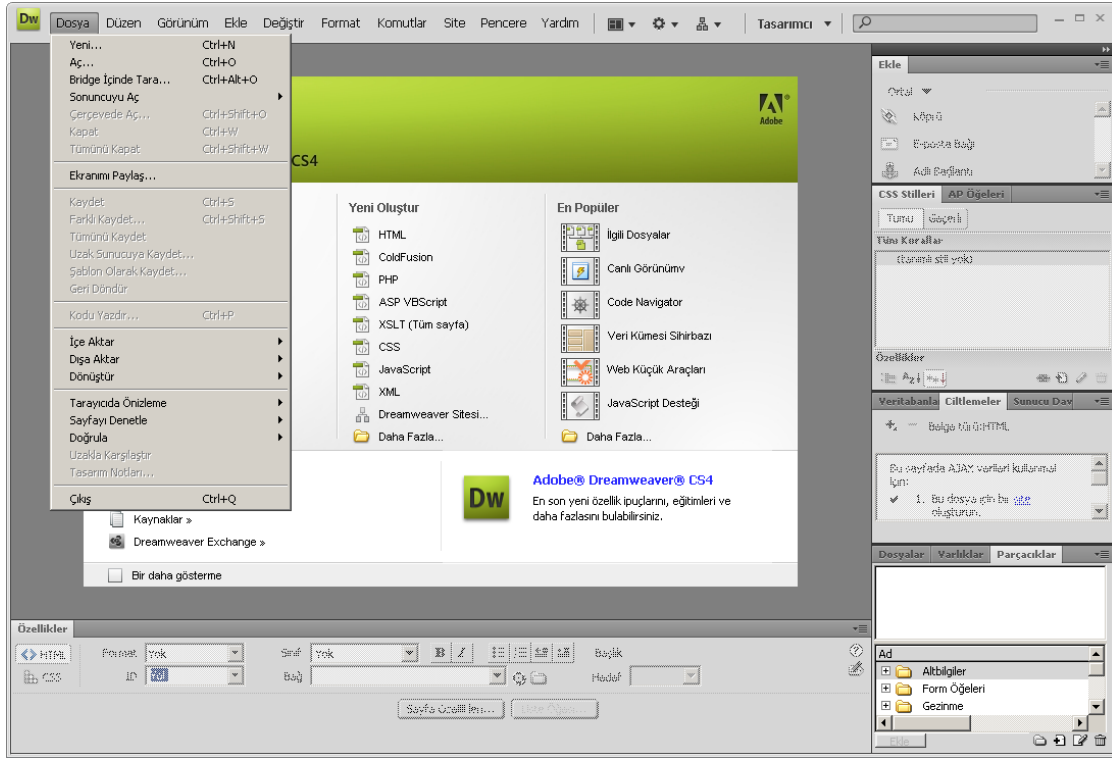 Dw Dosya Düzen Görünüm Ekle Değiştir Format Komutlar Site Pencere Yardım Tasarımcı
Yeni... Ctrl+N
Aç... Ctrl+O
Bridge İçinde Tara... Ctrl+Alt+O
Sonuncuyu Aç
Çerçevede Aç... Ctrl+Shift+O
Kapat Ctrl+W
Tümünü Kapat Ctrl+Shift+W
Ekranımı Paylaş...
Kaydet Ctrl+S
Farklı Kaydet... Ctrl+Shift+S
Tümünü Kaydet
Uzak Sunucuya Kaydet...
Şablon Olarak Kaydet...
Geri Döndür
Kodu Yazdır... Ctrl+P
İçe Aktar
Dışa Aktar
Dönüştür
Tarayıcıda Önizleme
Sayfayı Denetle
Doğrula
Uzakla Karşılaştır
Tasarım Notları...
Çıkış Ctrl+Q
CS4
Adobe
Yeni Oluştur
HTML
ColdFusion
PHP
ASP VBScript
XSLT (Tüm sayfa)
CSS
JavaScript
XML
Dreamweaver Sitesi...
Daha Fazla...
En Popüler
İlgili Dosyalar
Canlı Görünümv
Code Navigator
Veri Kümesi Sihirbazı
Web Küçük Araçları
JavaScript Desteği
Daha Fazla...
Kaynaklar »
Dreamweaver Exchange »
Dw
Adobe® Dreamweaver® CS4
En son yeni özellik ipuçlarını, eğitimleri ve
daha fazlasını bulabilirsiniz.
Bir daha gösterme
Ekle
Ortal
Köprü
E-posta Bağı
Adlı Bağlantı
CSS Stilleri AP Öğeleri
Tümü Geçerli
Tüm Kurallar
(tanımlı stil yok)
Özellikler
Veritabanla Ciltlemeler Sunucu Dav
Belge türü:HTML
Bu sayfada AJAX verileri kullanmak
için:
1. Bu dosya için bir site
oluşturun.
Dosyalar Varlıklar Parçacıklar
Ad
Altbilgiler
Form Öğeleri
Gezinme
Ekle
Özellikler
HTML Format Yok Sınıf Yok B I Başlık
CSS ID Yok Bağ Hedef
Sayfa Özellikleri... Liste Öğesi...